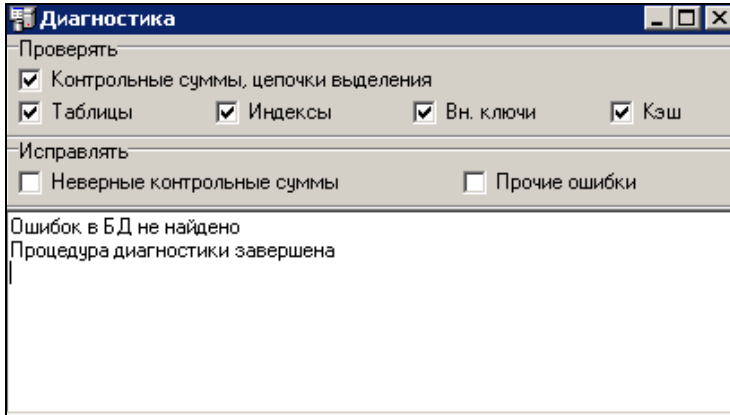 Диагностика
Проверять
Контрольные суммы, цепочки выделения
Таблицы Индексы Вн. ключи Кэш
Исправлять
Неверные контрольные суммы Прочие ошибки
Ошибок в БД не найдено
Процедура диагностики завершена